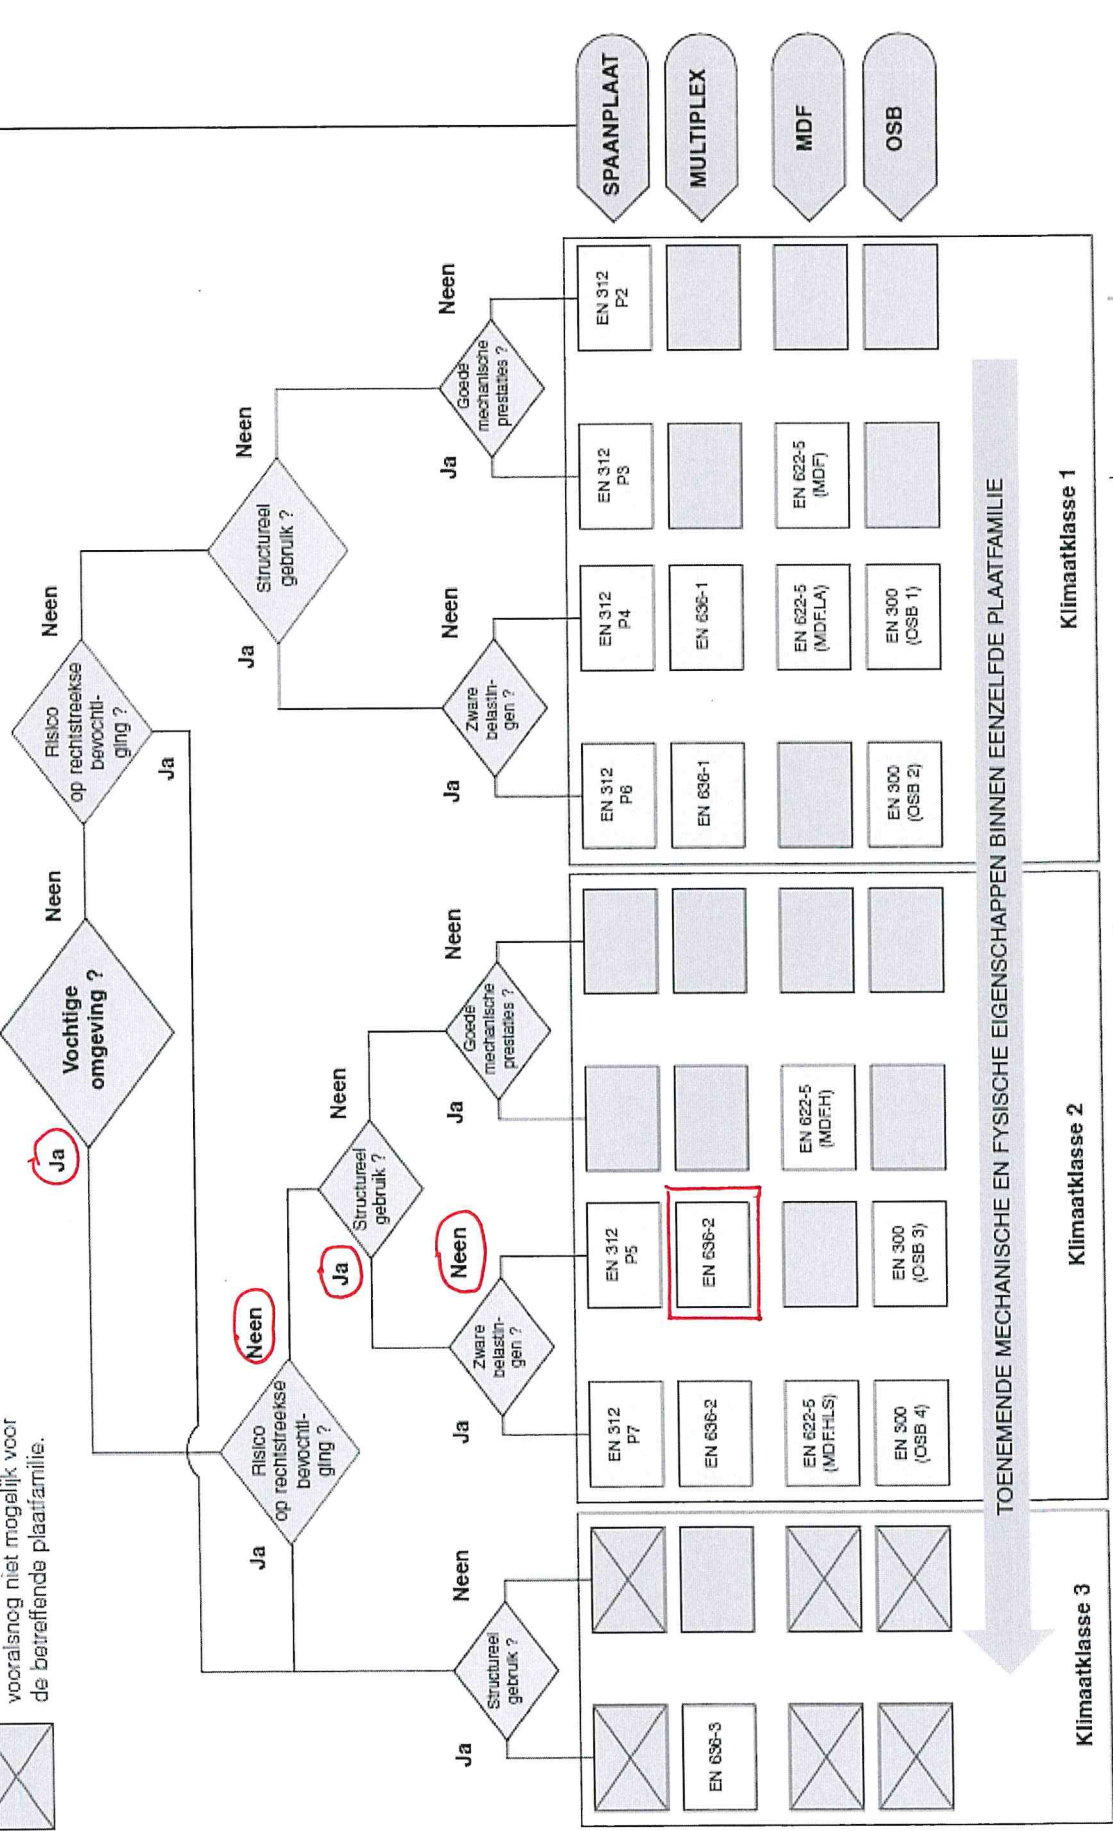 vooralsnog niet mogelijk voor
de betreffende plaatfamilie.
Vochtige
omgeving ?
Ja
Neen
Risico
op rechtstreekse
bevochti-
ging ?
Ja
Neen
Risico
op rechtstreekse
bevochti-
ging ?
Ja
Neen
Structureel
gebruik ?
Ja
Neen
Structureel
gebruik ?
Ja
Neen
Structureel
gebruik ?
Ja
Neen
Zware
belastin-
gen ?
Ja
Neen
Goede
mechanische
prestaties ?
Ja
Neen
Zware
belastin-
gen ?
Ja
Neen
Goede
mechanische
prestaties ?
Ja
Neen
EN 312
P7
EN 312
P5
EN 312
P6
EN 312
P4
EN 312
P3
EN 312
P2
SPAANPLAAT
EN 636-3
EN 636-2
EN 636-2
EN 636-1
EN 636-1
MULTIPLEX
EN 622-5
(MDF.HLS)
EN 622-5
(MDF.H)
EN 622-5
(MDF.LA)
EN 622-5
(MDF)
MDF
EN 300
(OSB 4)
EN 300
(OSB 3)
EN 300
(OSB 2)
EN 300
(OSB 1)
OSB
TOENEMENDE MECHANISCHE EN FYSISCHE EIGENSCHAPPEN BINNEN EENZELFDE PLAATFAMILIE
Klimaatklasse 3
Klimaatklasse 2
Klimaatklasse 1